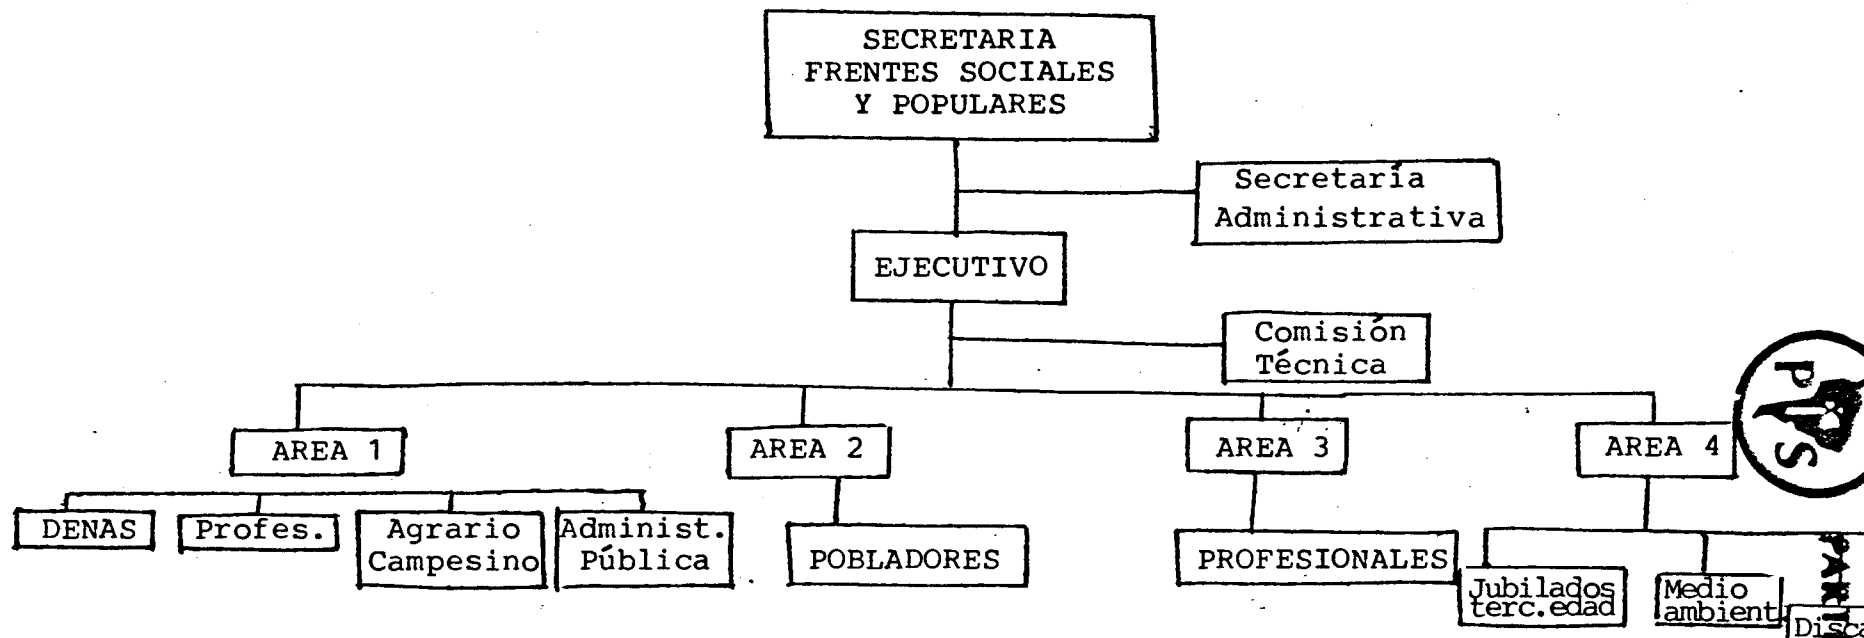 SECRETARIA
FRENTES SOCIALES
Y POPULARES
Secretaría
Administrativa
EJECUTIVO
Comisión
Técnica
P
S
AREA 1
AREA 2
AREA 3
AREA 4
DENAS
Profes.
Agrario
Campesino
Administ.
Pública
POBLADORES
PROFESIONALES
Jubilados
terc.edad
Medio
ambient